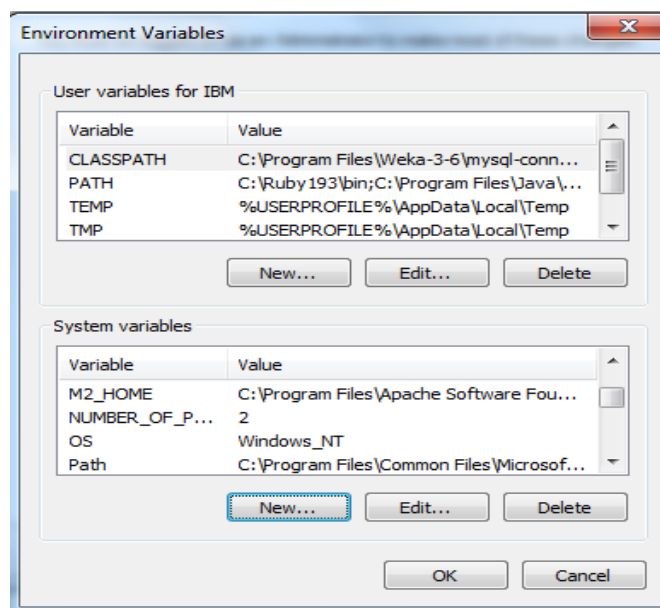 Environment Variables
User variables for IBM
Variable Value
CLASSPATH C:\Program Files\Weka-3-6\mysql-conn...
PATH C:\Ruby193\bin;C:\Program Files\Java\...
TEMP %USERPROFILE%\AppData\Local\Temp
TMP %USERPROFILE%\AppData\Local\Temp
New... Edit... Delete
System variables
Variable Value
M2_HOME C:\Program Files\Apache Software Fou...
NUMBER_OF_P... 2
OS Windows_NT
Path C:\Program Files\Common Files\Microsof...
New... Edit... Delete
OK Cancel